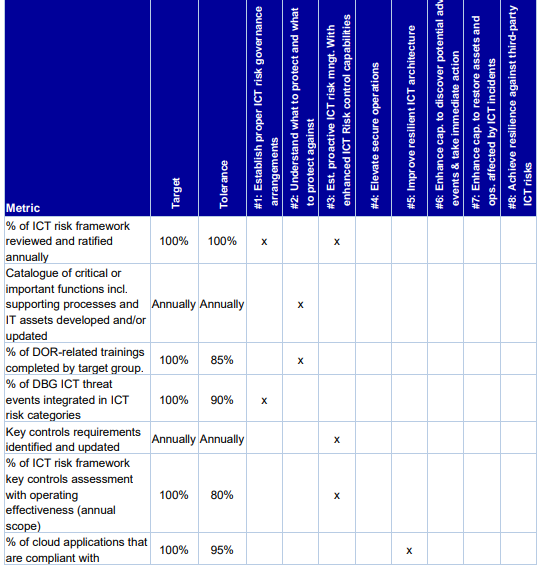 Metric
Target
Tolerance
#1: Establish proper ICT risk governance
arrangements
#2: Understand what to protect and what
to protect against
#3: Est. proactive ICT risk mngt. With
enhanced ICT Risk control capabilities
#4: Elevate secure operations
#5: Improve resilient ICT architecture
#6: Enhance cap. to discover potential
events & take immediate action
#7: Enhance cap. to restore assets and
ops. affected by ICT incidents
#8: Achieve resilience against third-party
ICT risks
% of ICT risk framework
reviewed and ratified 100% 100% x x
annually
Catalogue of critical or
important functions incl.
supporting processes and Annually Annually x
IT assets developed and/or
updated
% of DOR-related trainings
completed by target group. 100% 85% x
% of DBG ICT threat
events integrated in ICT 100% 90% x
risk categories
Key controls requirements
identified and updated Annually Annually x
% of ICT risk framework
key controls assessment
with operating 100% 80% x
effectiveness (annual
scope)
% of cloud applications that
are compliant with 100% 95% x